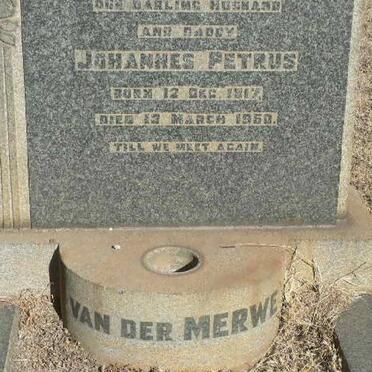 OUR DARLING HUSBAND
AND DADDY
JOHANNES PETRUS
BORN 12 DEC. 1917
DIED 13 MARCH 1950.
TILL WE MEET AGAIN.
VAN DER MERWE